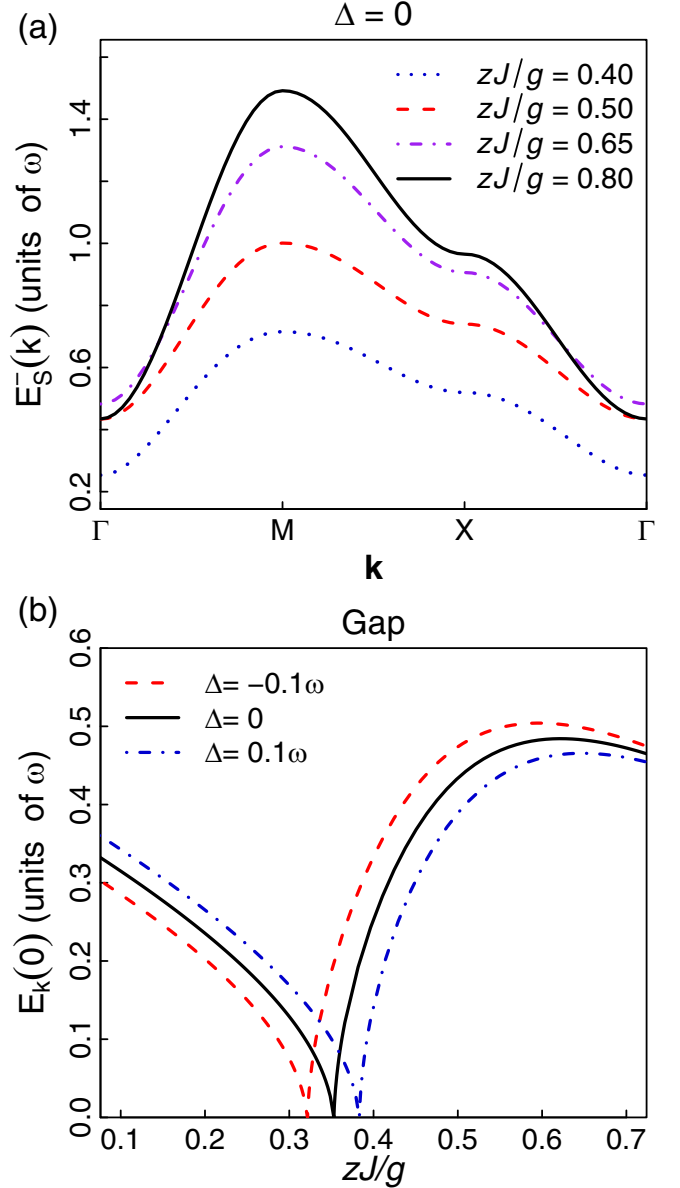 (a)
Δ = 0
zJ/g = 0.40
zJ/g = 0.50
zJ/g = 0.65
zJ/g = 0.80
E_S^-(k) (units of ω)
1.4
1.0
0.6
0.2
Γ M X Γ
k
(b)
Gap
Δ= −0.1ω
Δ= 0
Δ= 0.1ω
E_k(0) (units of ω)
0.6
0.5
0.4
0.3
0.2
0.1
0.0
0.1 0.2 0.3 0.4 0.5 0.6 0.7
zJ/g